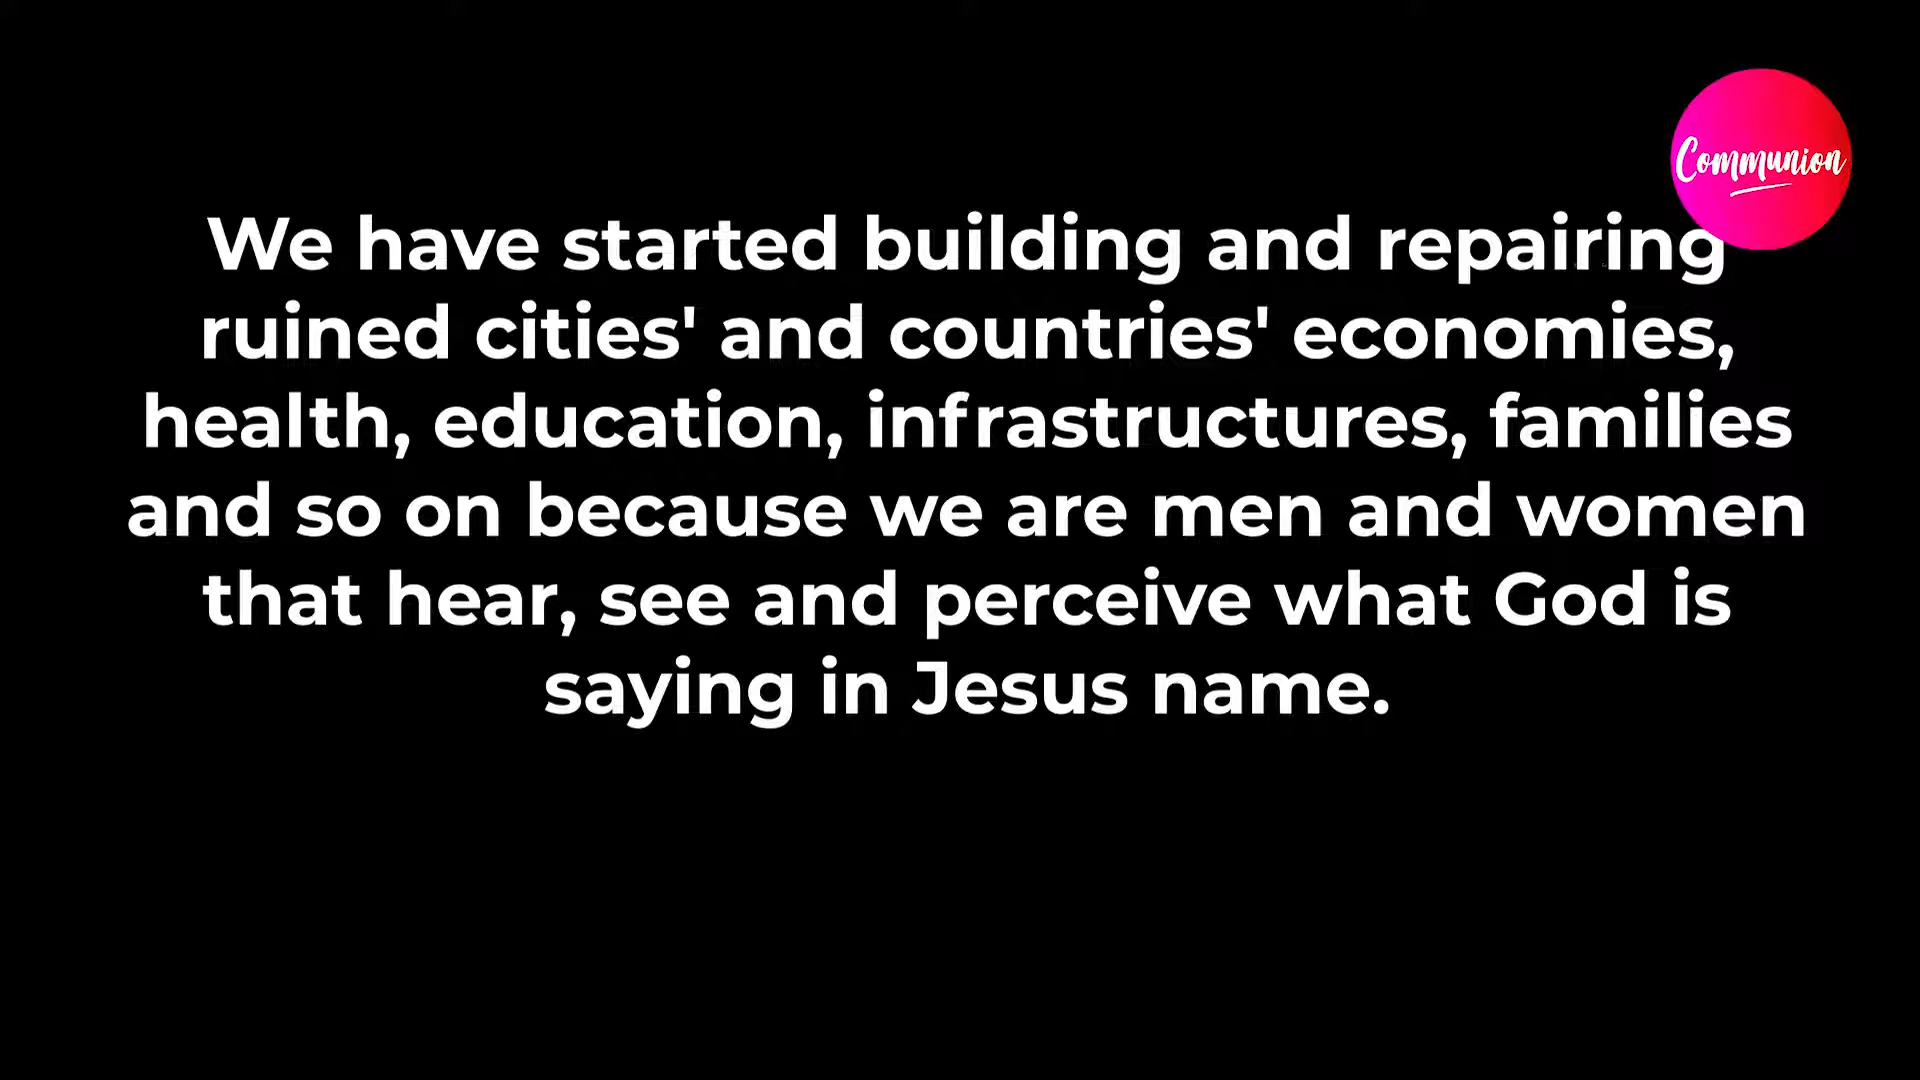 Communion
We have started building and repairing
ruined cities' and countries' economies,
health, education, infrastructures, families
and so on because we are men and women
that hear, see and perceive what God is
saying in Jesus name.